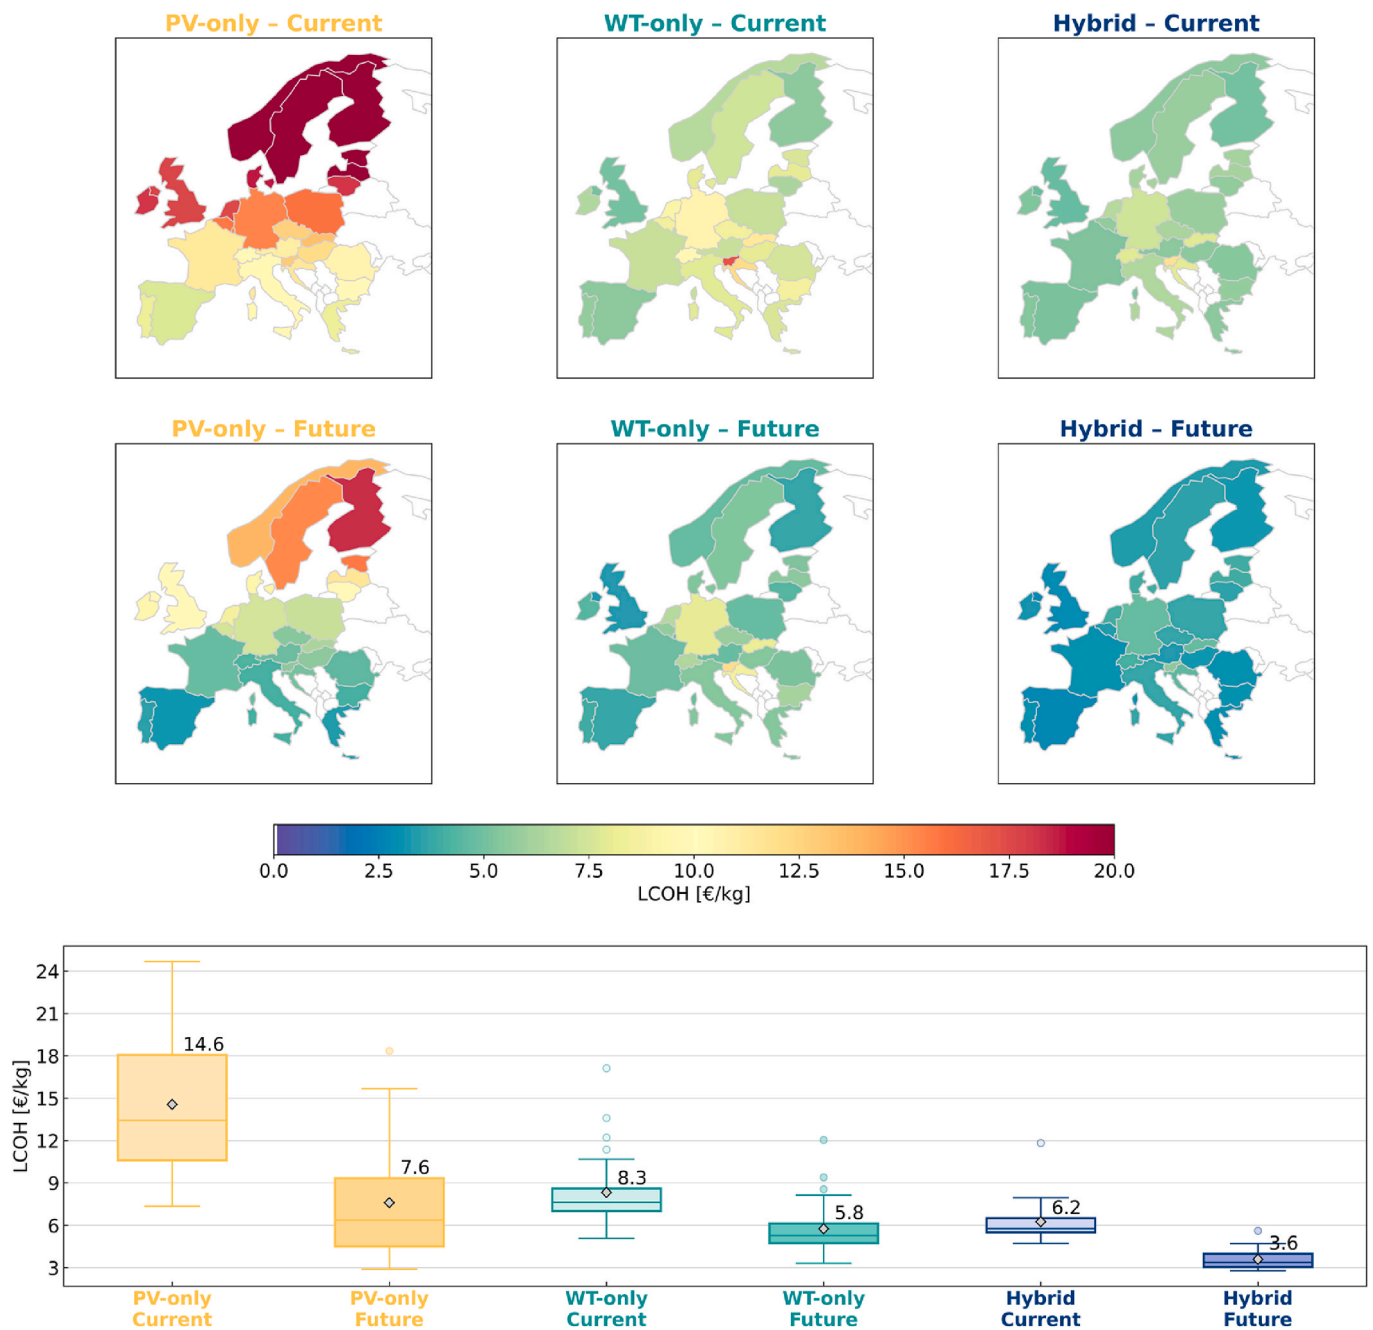 PV-only – Current
WT-only – Current
Hybrid – Current
PV-only – Future
WT-only – Future
Hybrid – Future
0.0 2.5 5.0 7.5 10.0 12.5 15.0 17.5 20.0
LCOH [€/kg]
LCOH [€/kg]
24
21
18
15
12
9
6
3
14.6
7.6
8.3
5.8
6.2
3.6
PV-only
Current
PV-only
Future
WT-only
Current
WT-only
Future
Hybrid
Current
Hybrid
Future